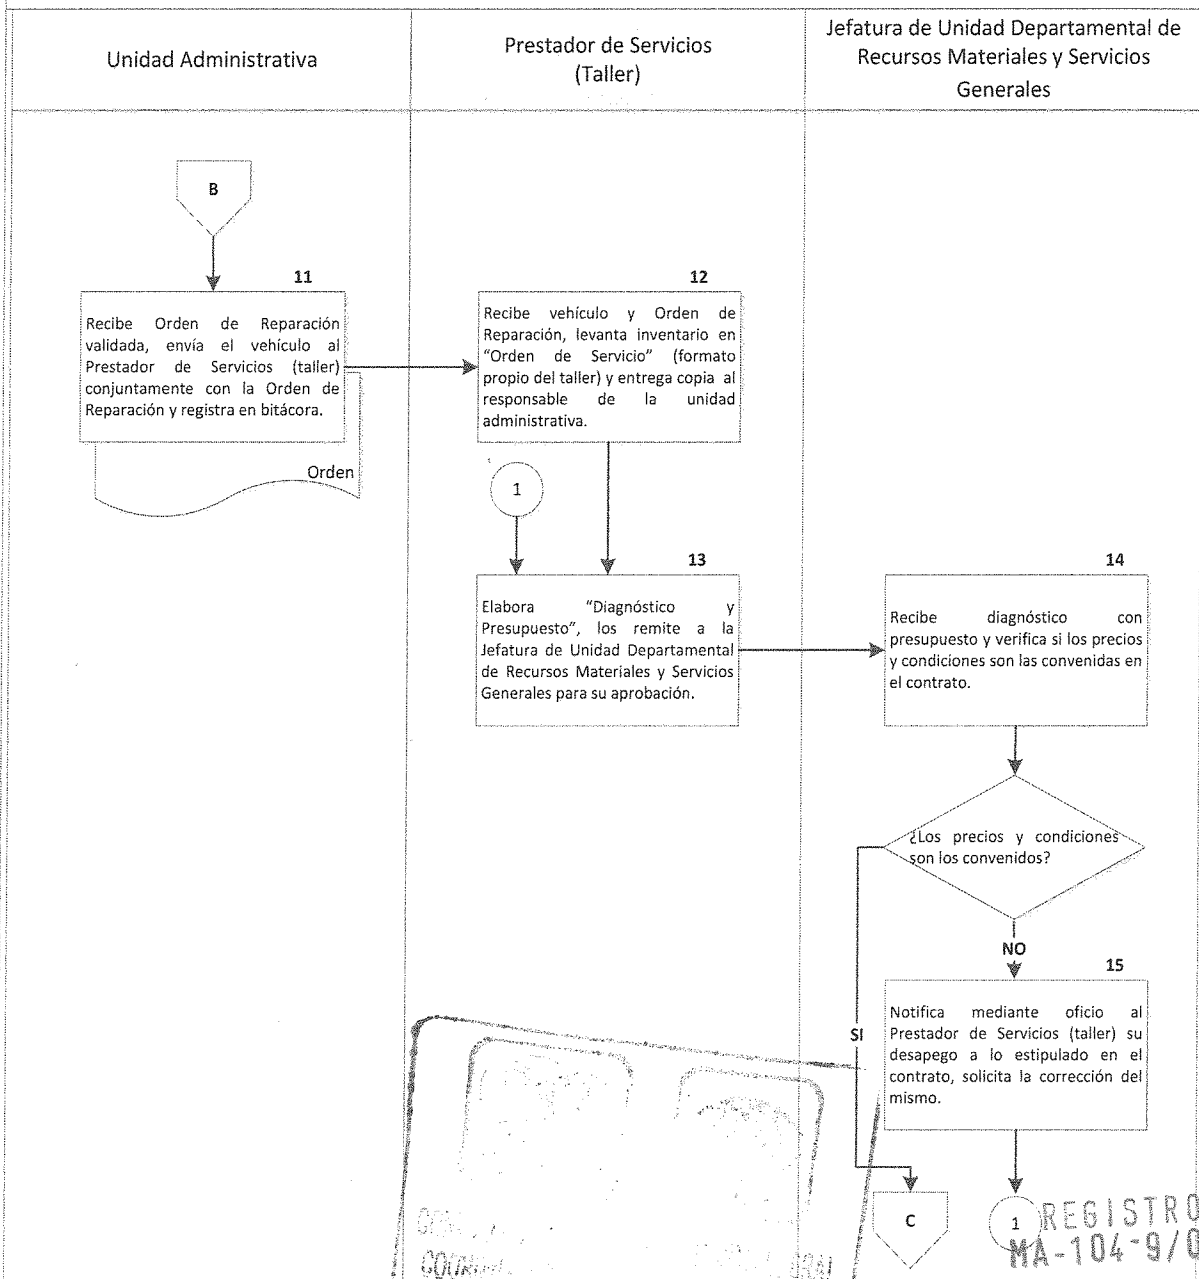 Unidad Administrativa
Prestador de Servicios
(Taller)
Jefatura de Unidad Departamental de
Recursos Materiales y Servicios
Generales
B
11
Recibe Orden de Reparación
validada, envía el vehículo al
Prestador de Servicios (taller)
conjuntamente con la Orden de
Reparación y registra en bitácora.
Orden
12
Recibe vehículo y Orden de
Reparación, levanta inventario en
“Orden de Servicio” (formato
propio del taller) y entrega copia al
responsable de la unidad
administrativa.
1
13
Elabora “Diagnóstico y
Presupuesto”, los remite a la
Jefatura de Unidad Departamental
de Recursos Materiales y Servicios
Generales para su aprobación.
14
Recibe diagnóstico con
presupuesto y verifica si los precios
y condiciones son las convenidas en
el contrato.
¿Los precios y condiciones
son los convenidos?
NO
SI
15
Notifica mediante oficio al
Prestador de Servicios (taller) su
desapego a lo estipulado en el
contrato, solicita la corrección del
mismo.
C
1
REGISTRO
MA-104-9/0